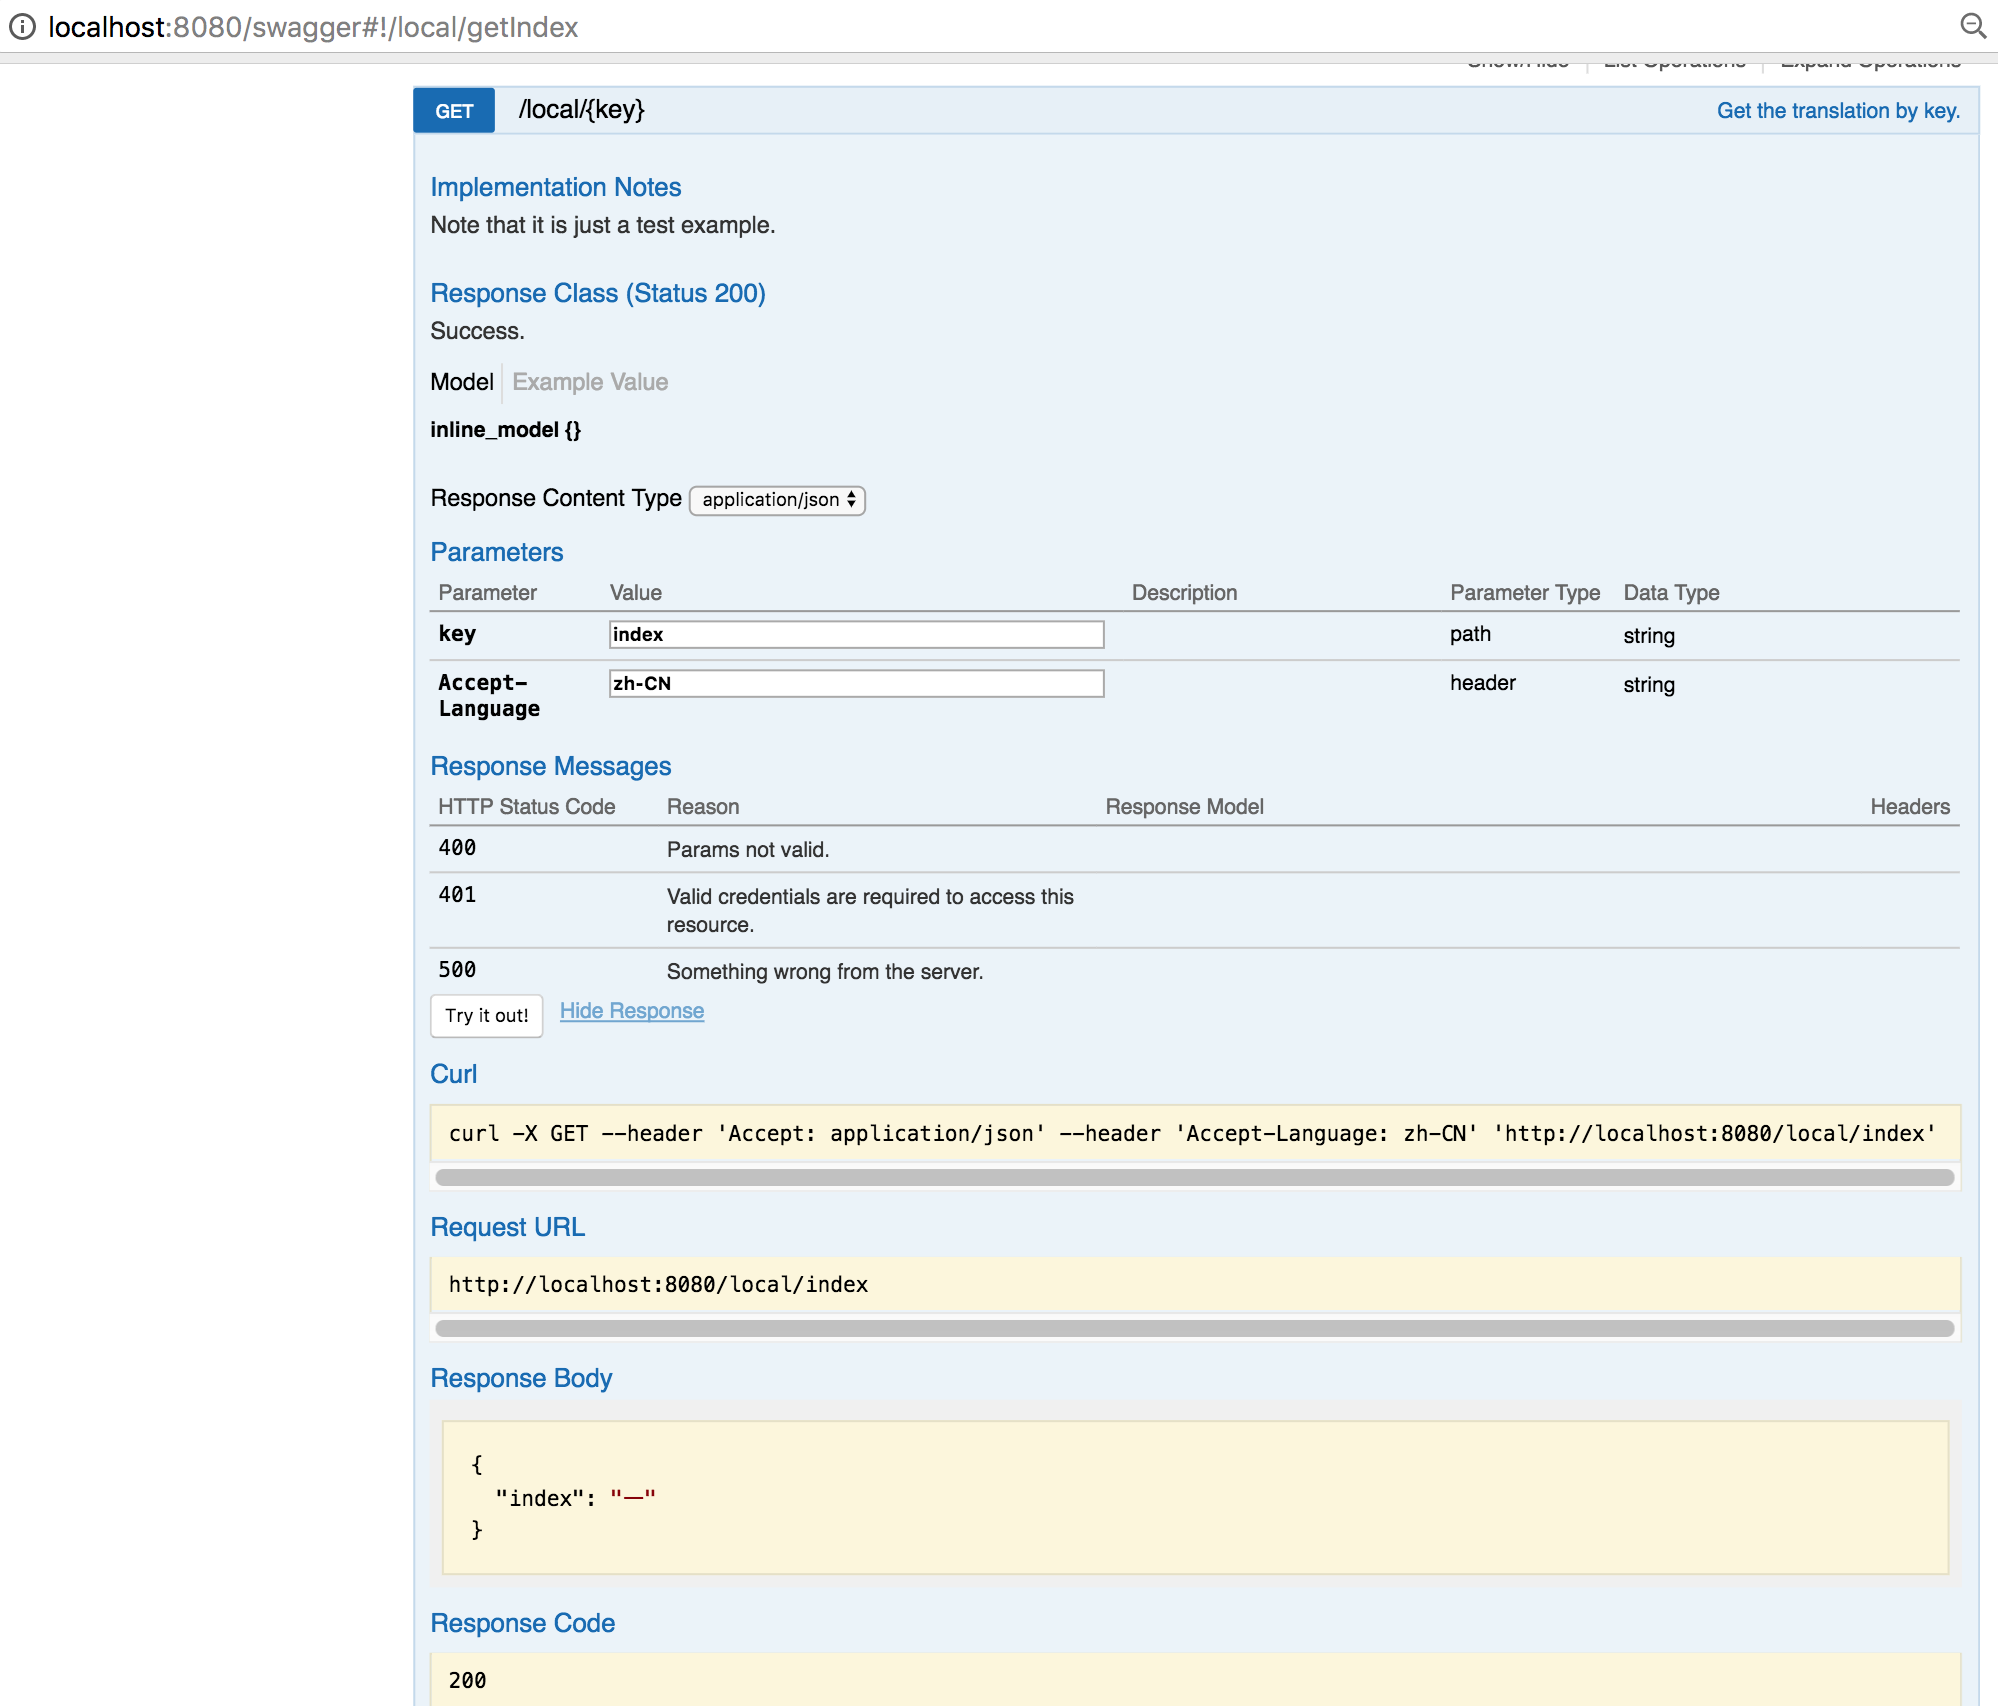 localhost:8080/swagger#!/local/getIndex
Show/Hide List Operations Expand Operations
GET /local/{key} Get the translation by key.
Implementation Notes
Note that it is just a test example.
Response Class (Status 200)
Success.
Model Example Value
inline_model {}
Response Content Type application/json
Parameters
Parameter Value Description Parameter Type Data Type
key index path string
Accept- zh-CN header string
Language
Response Messages
HTTP Status Code Reason Response Model Headers
400 Params not valid.
401 Valid credentials are required to access this
resource.
500 Something wrong from the server.
Try it out! Hide Response
Curl
curl -X GET --header 'Accept: application/json' --header 'Accept-Language: zh-CN' 'http://localhost:8080/local/index'
Request URL
http://localhost:8080/local/index
Response Body
{
"index": "一"
}
Response Code
200